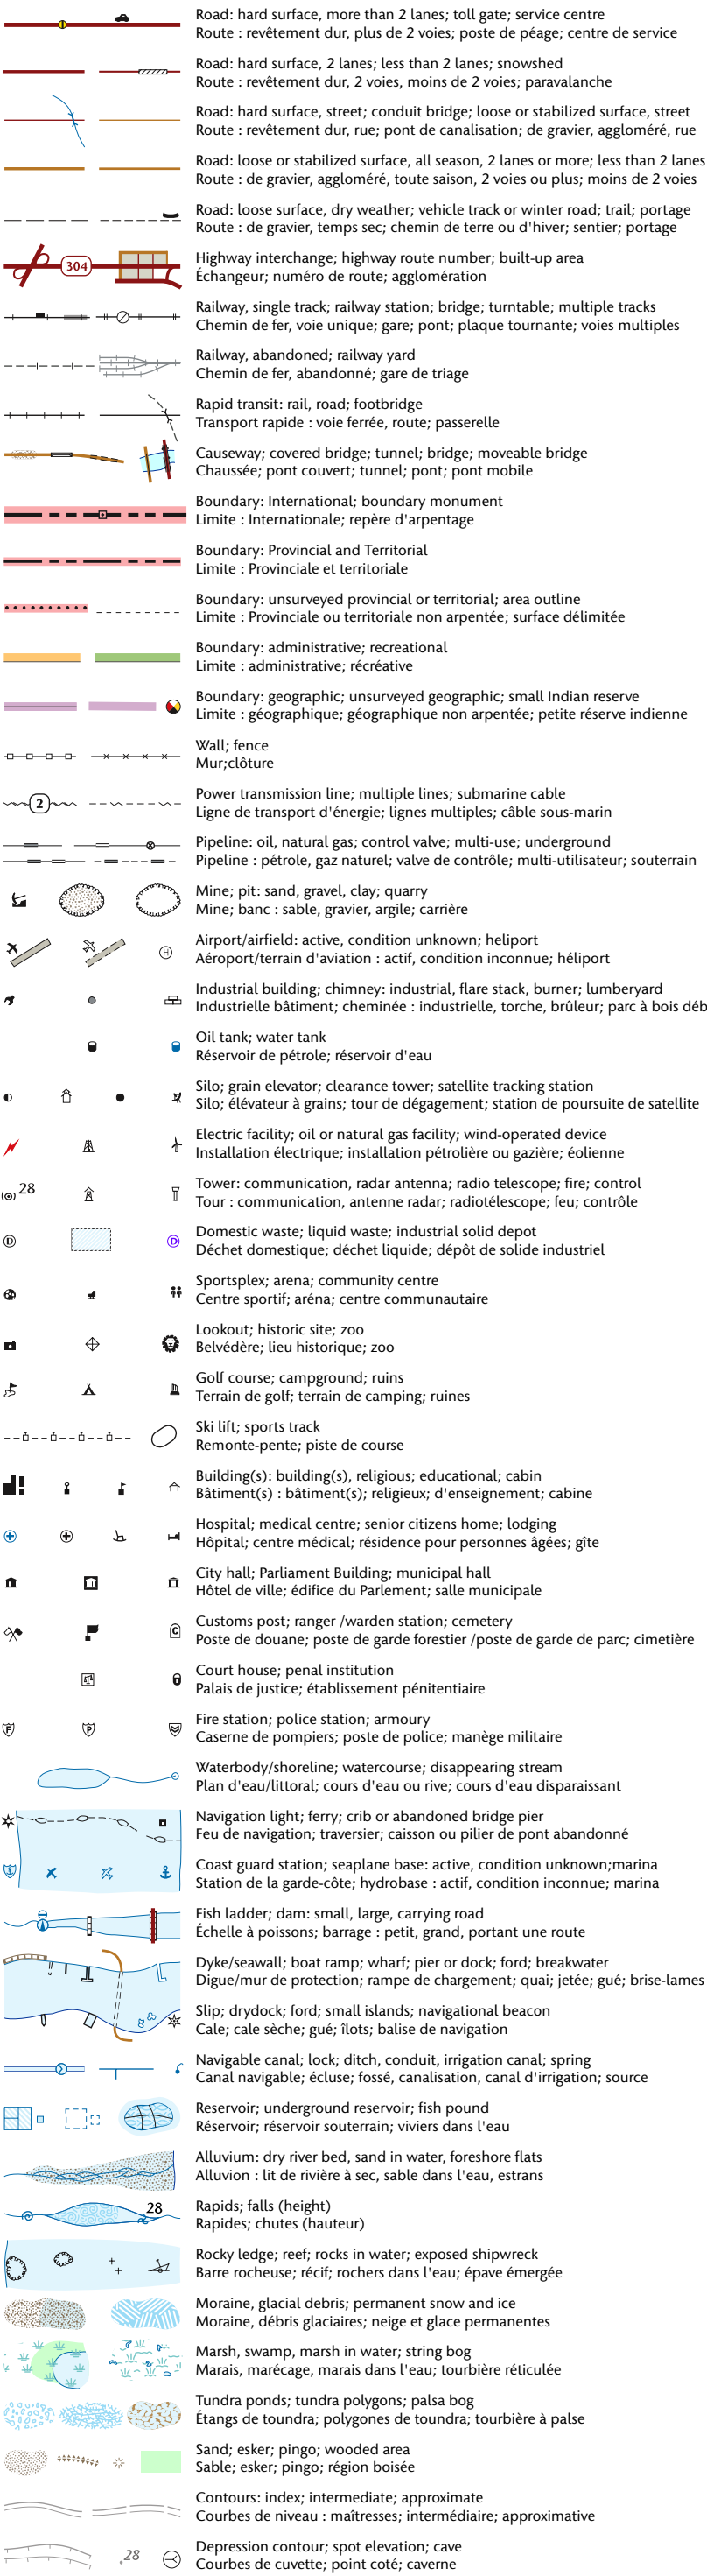 Road: hard surface, more than 2 lanes; toll gate; service centre
Route : revêtement dur, plus de 2 voies; poste de péage; centre de service
Road: hard surface, 2 lanes; less than 2 lanes; snowshed
Route : revêtement dur, 2 voies, moins de 2 voies; paravalanche
Road: hard surface, street; conduit bridge; loose or stabilized surface, street
Route : revêtement dur, rue; pont de canalisation; de gravier, aggloméré, rue
Road: loose or stabilized surface, all season, 2 lanes or more; less than 2 lanes
Route : de gravier, aggloméré, toute saison, 2 voies ou plus; moins de 2 voies
Road: loose surface, dry weather; vehicle track or winter road; trail; portage
Route : de gravier, temps sec; chemin de terre ou d'hiver; sentier; portage
304
Highway interchange; highway route number; built-up area
Échangeur; numéro de route; agglomération
Railway, single track; railway station; bridge; turntable; multiple tracks
Chemin de fer, voie unique; gare; pont; plaque tournante; voies multiples
Railway, abandoned; railway yard
Chemin de fer, abandonné; gare de triage
Rapid transit: rail, road; footbridge
Transport rapide : voie ferrée, route; passerelle
Causeway; covered bridge; tunnel; bridge; moveable bridge
Chaussée; pont couvert; tunnel; pont; pont mobile
Boundary: International; boundary monument
Limite : Internationale; repère d'arpentage
Boundary: Provincial and Territorial
Limite : Provinciale et territoriale
Boundary: unsurveyed provincial or territorial; area outline
Limite : Provinciale ou territoriale non arpentée; surface délimitée
Boundary: administrative; recreational
Limite : administrative; récréative
Boundary: geographic; unsurveyed geographic; small Indian reserve
Limite : géographique; géographique non arpentée; petite réserve indienne
Wall; fence
Mur;clôture
2
Power transmission line; multiple lines; submarine cable
Ligne de transport d'énergie; lignes multiples; câble sous-marin
Pipeline: oil, natural gas; control valve; multi-use; underground
Pipeline : pétrole, gaz naturel; valve de contrôle; multi-utilisateur; souterrain
Mine; pit: sand, gravel, clay; quarry
Mine; banc : sable, gravier, argile; carrière
H
Airport/airfield: active, condition unknown; heliport
Aéroport/terrain d'aviation : actif, condition inconnue; héliport
Industrial building; chimney: industrial, flare stack, burner; lumberyard
Industrielle bâtiment; cheminée : industrielle, torche, brûleur; parc à bois déb
Oil tank; water tank
Réservoir de pétrole; réservoir d'eau
Silo; grain elevator; clearance tower; satellite tracking station
Silo; élévateur à grains; tour de dégagement; station de poursuite de satellite
Electric facility; oil or natural gas facility; wind-operated device
Installation électrique; installation pétrolière ou gazière; éolienne
28
Tower: communication, radar antenna; radio telescope; fire; control
Tour : communication, antenne radar; radiotélescope; feu; contrôle
D D
Domestic waste; liquid waste; industrial solid depot
Déchet domestique; déchet liquide; dépôt de solide industriel
Sportsplex; arena; community centre
Centre sportif; aréna; centre communautaire
Lookout; historic site; zoo
Belvédère; lieu historique; zoo
Golf course; campground; ruins
Terrain de golf; terrain de camping; ruines
Ski lift; sports track
Remonte-pente; piste de course
Building(s): building(s), religious; educational; cabin
Bâtiment(s) : bâtiment(s); religieux; d'enseignement; cabine
Hospital; medical centre; senior citizens home; lodging
Hôpital; centre médical; résidence pour personnes âgées; gîte
City hall; Parliament Building; municipal hall
Hôtel de ville; édifice du Parlement; salle municipale
C
Customs post; ranger /warden station; cemetery
Poste de douane; poste de garde forestier /poste de garde de parc; cimetière
Court house; penal institution
Palais de justice; établissement pénitentiaire
F P
Fire station; police station; armoury
Caserne de pompiers; poste de police; manège militaire
Waterbody/shoreline; watercourse; disappearing stream
Plan d'eau/littoral; cours d'eau ou rive; cours d'eau disparaissant
Navigation light; ferry; crib or abandoned bridge pier
Feu de navigation; traversier; caisson ou pilier de pont abandonné
Coast guard station; seaplane base: active, condition unknown;marina
Station de la garde-côte; hydrobase : actif, condition inconnue; marina
Fish ladder; dam: small, large, carrying road
Échelle à poissons; barrage : petit, grand, portant une route
Dyke/seawall; boat ramp; wharf; pier or dock; ford; breakwater
Digue/mur de protection; rampe de chargement; quai; jetée; gué; brise-lames
Slip; drydock; ford; small islands; navigational beacon
Cale; cale sèche; gué; îlots; balise de navigation
Navigable canal; lock; ditch, conduit, irrigation canal; spring
Canal navigable; écluse; fossé, canalisation, canal d'irrigation; source
Reservoir; underground reservoir; fish pound
Réservoir; réservoir souterrain; viviers dans l'eau
Alluvium: dry river bed, sand in water, foreshore flats
Alluvion : lit de rivière à sec, sable dans l'eau, estrans
28
Rapids; falls (height)
Rapides; chutes (hauteur)
Rocky ledge; reef; rocks in water; exposed shipwreck
Barre rocheuse; récif; rochers dans l'eau; épave émergée
Moraine, glacial debris; permanent snow and ice
Moraine, débris glaciaires; neige et glace permanentes
Marsh, swamp, marsh in water; string bog
Marais, marécage, marais dans l'eau; tourbière réticulée
Tundra ponds; tundra polygons; palsa bog
Étangs de toundra; polygones de toundra; tourbière à palse
Sand; esker; pingo; wooded area
Sable; esker; pingo; région boisée
Contours: index; intermediate; approximate
Courbes de niveau : maîtresses; intermédiaire; approximative
.28
Depression contour; spot elevation; cave
Courbes de cuvette; point coté; caverne